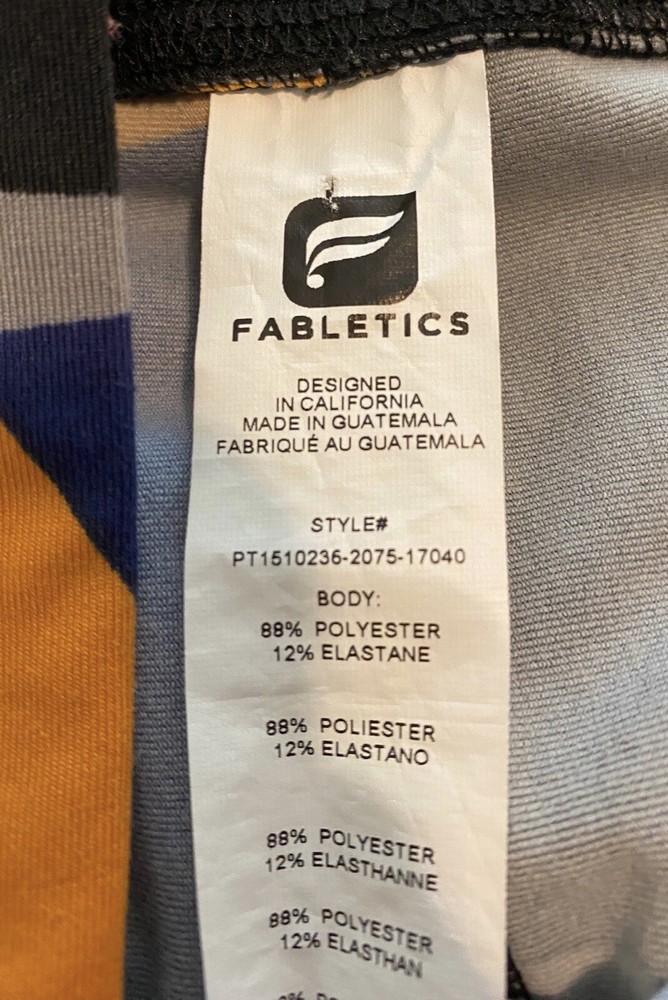 FABLETICS
DESIGNED
IN CALIFORNIA
MADE IN GUATEMALA
FABRIQUÉ AU GUATEMALA
STYLE#
PT1510236-2075-17040
BODY:
88% POLYESTER
12% ELASTANE
88% POLIESTER
12% ELASTANO
88% POLYESTER
12% ELASTHANNE
88% POLYESTER
12% ELASTHAN